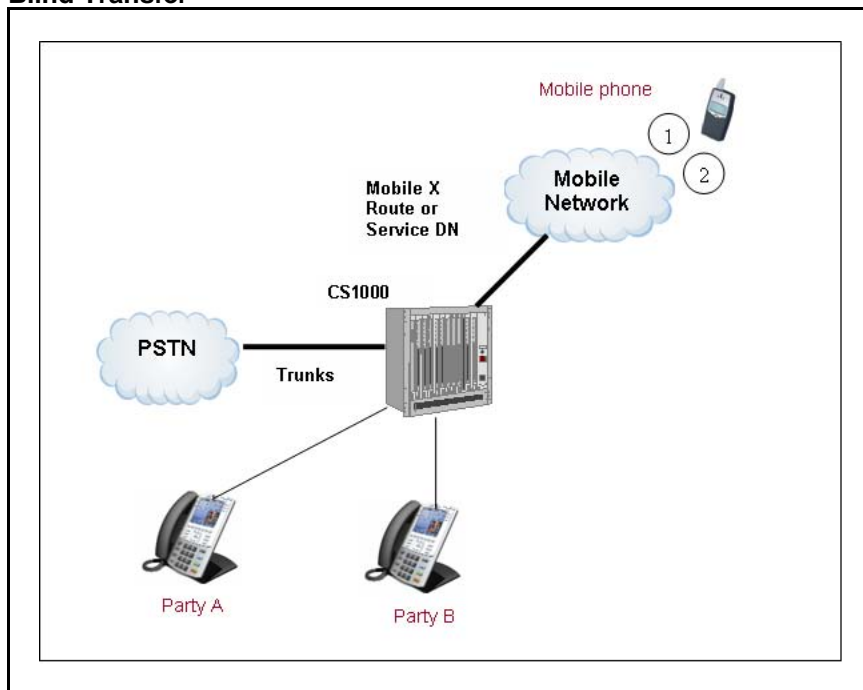 Blind Transfer
Mobile phone
1
2
Mobile
Network
Mobile X
Route or
Service DN
CS1000
PSTN
Trunks
Party A
Party B